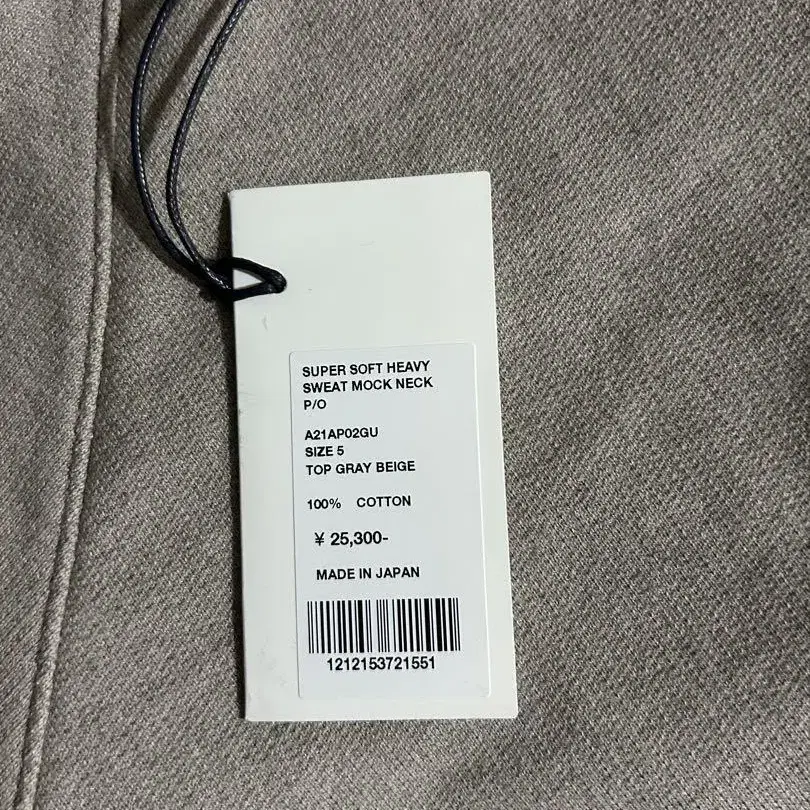 SUPER SOFT HEAVY
SWEAT MOCK NECK
P/O
A21AP02GU
SIZE 5
TOP GRAY BEIGE
100% COTTON
¥ 25,300-
MADE IN JAPAN
1212153721551